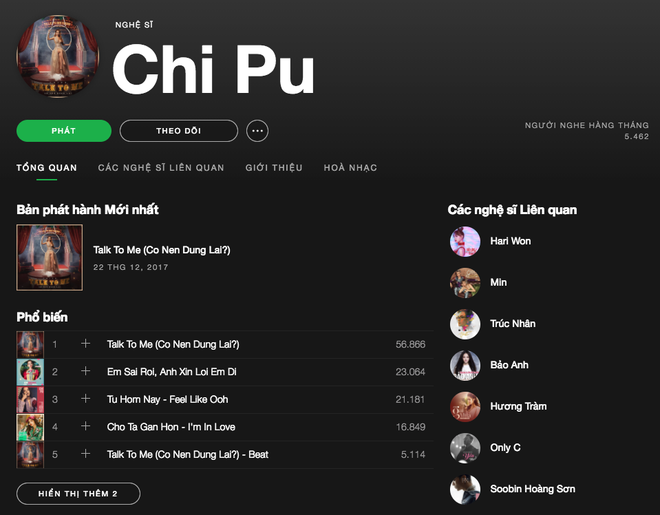 NGHỆ SĨ
Chi Pu
PHÁT
THEO DÕI
NGƯỜI NGHE HÀNG THÁNG
5.462
TỔNG QUAN
CÁC NGHỆ SĨ LIÊN QUAN
GIỚI THIỆU
HOÀ NHẠC
Bản phát hành Mới nhất
Talk To Me (Co Nen Dung Lai?)
22 THG 12, 2017
Phổ biến
1 Talk To Me (Co Nen Dung Lai?) 56.866
2 Em Sai Roi, Anh Xin Loi Em Di 23.064
3 Tu Hom Nay - Feel Like Ooh 21.181
4 Cho Ta Gan Hon - I'm In Love 16.849
5 Talk To Me (Co Nen Dung Lai?) - Beat 5.114
HIỂN THỊ THÊM 2
Các nghệ sĩ Liên quan
Hari Won
Min
Trúc Nhân
Bảo Anh
Hương Tràm
Only C
Soobin Hoàng Sơn
TALK TO ME
TALK TO ME